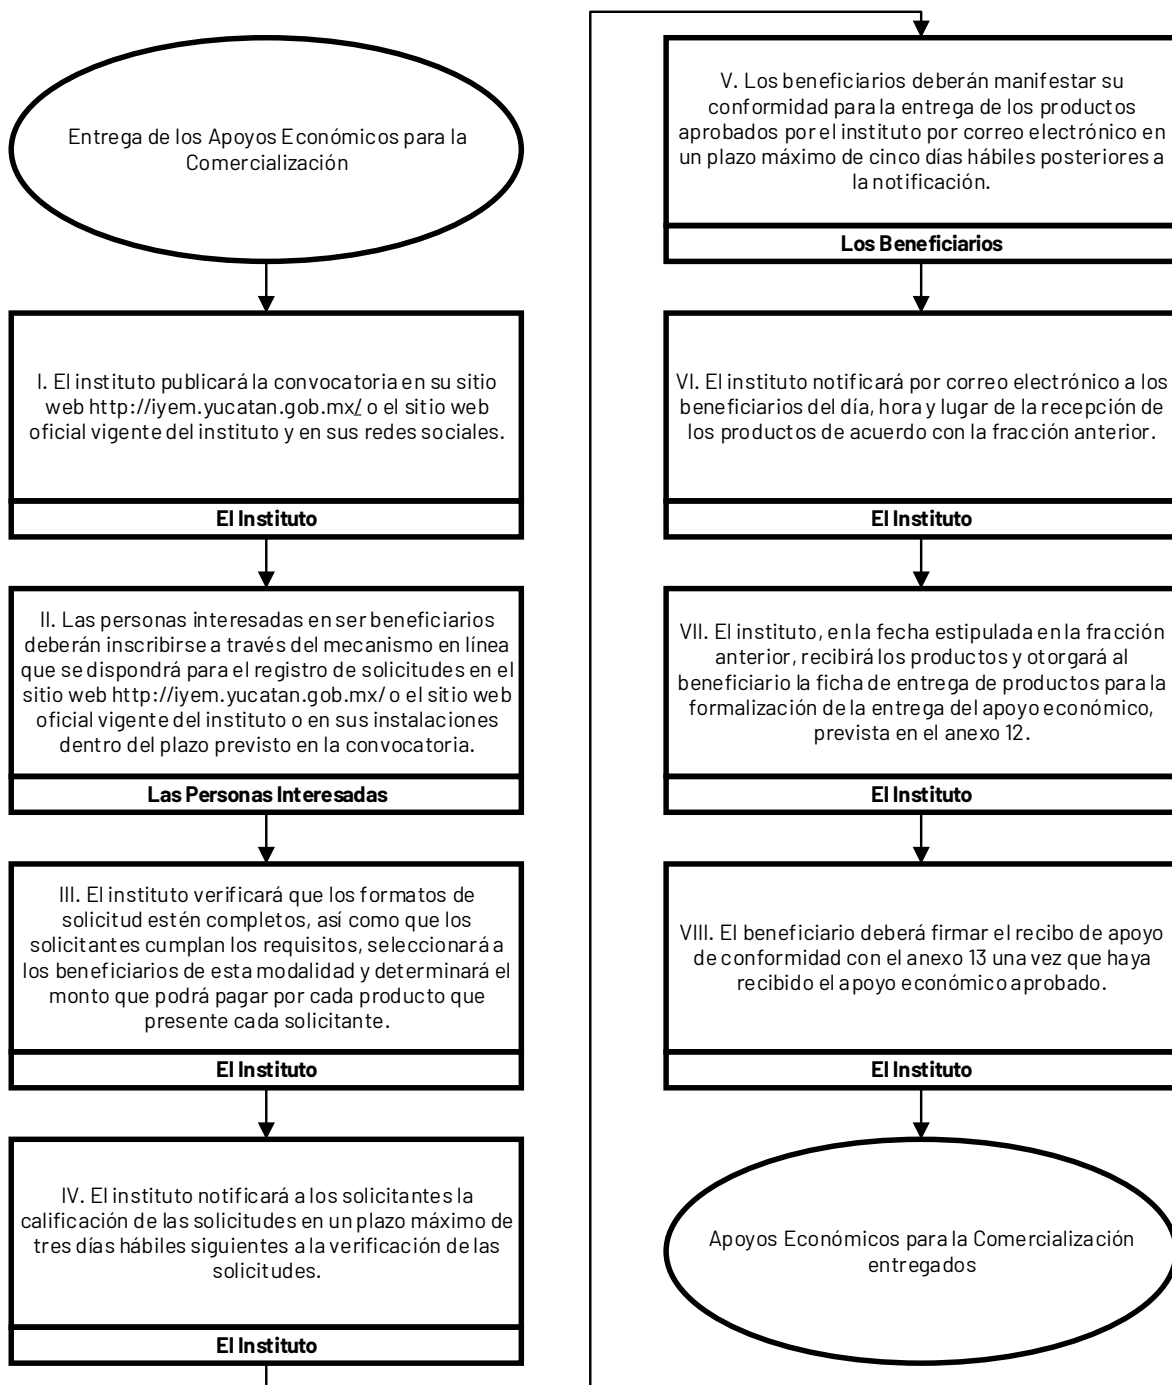 Entrega de los Apoyos Económicos para la
Comercialización
I. El instituto publicará la convocatoria en su sitio
web http://iyem.yucatan.gob.mx/ o el sitio web
oficial vigente del instituto y en sus redes sociales.
El Instituto
II. Las personas interesadas en ser beneficiarios
deberán inscribirse a través del mecanismo en línea
que se dispondrá para el registro de solicitudes en el
sitio web http://iyem.yucatan.gob.mx/ o el sitio web
oficial vigente del instituto o en sus instalaciones
dentro del plazo previsto en la convocatoria.
Las Personas Interesadas
III. El instituto verificará que los formatos de
solicitud estén completos, así como que los
solicitantes cumplan los requisitos, seleccionará a
los beneficiarios de esta modalidad y determinará el
monto que podrá pagar por cada producto que
presente cada solicitante.
El Instituto
IV. El instituto notificará a los solicitantes la
calificación de las solicitudes en un plazo máximo de
tres días hábiles siguientes a la verificación de las
solicitudes.
El Instituto
V. Los beneficiarios deberán manifestar su
conformidad para la entrega de los productos
aprobados por el instituto por correo electrónico en
un plazo máximo de cinco días hábiles posteriores a
la notificación.
Los Beneficiarios
VI. El instituto notificará por correo electrónico a los
beneficiarios del día, hora y lugar de la recepción de
los productos de acuerdo con la fracción anterior.
El Instituto
VII. El instituto, en la fecha estipulada en la fracción
anterior, recibirá los productos y otorgará al
beneficiario la ficha de entrega de productos para la
formalización de la entrega del apoyo económico,
prevista en el anexo 12.
El Instituto
VIII. El beneficiario deberá firmar el recibo de apoyo
de conformidad con el anexo 13 una vez que haya
recibido el apoyo económico aprobado.
El Instituto
Apoyos Económicos para la Comercialización
entregados